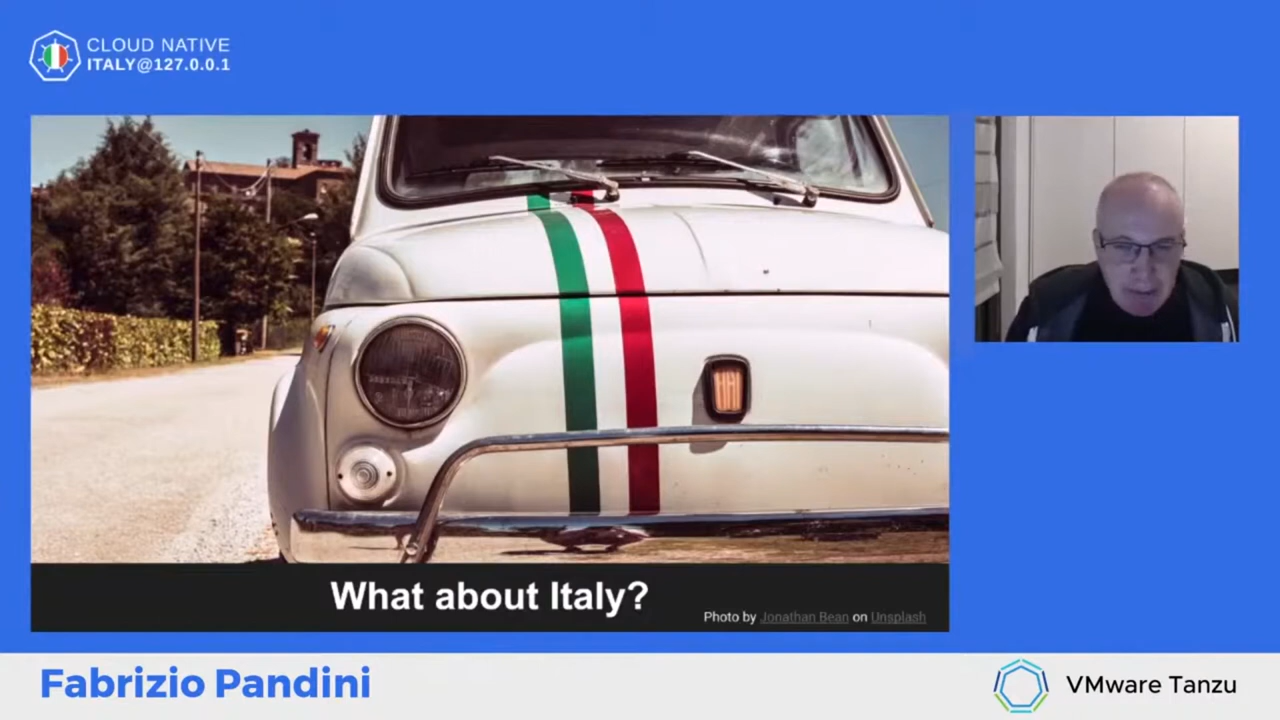 CLOUD NATIVE
ITALY@127.0.0.1
What about Italy?
Photo by Jonathan Bean on Unsplash
Fabrizio Pandini
VMware Tanzu